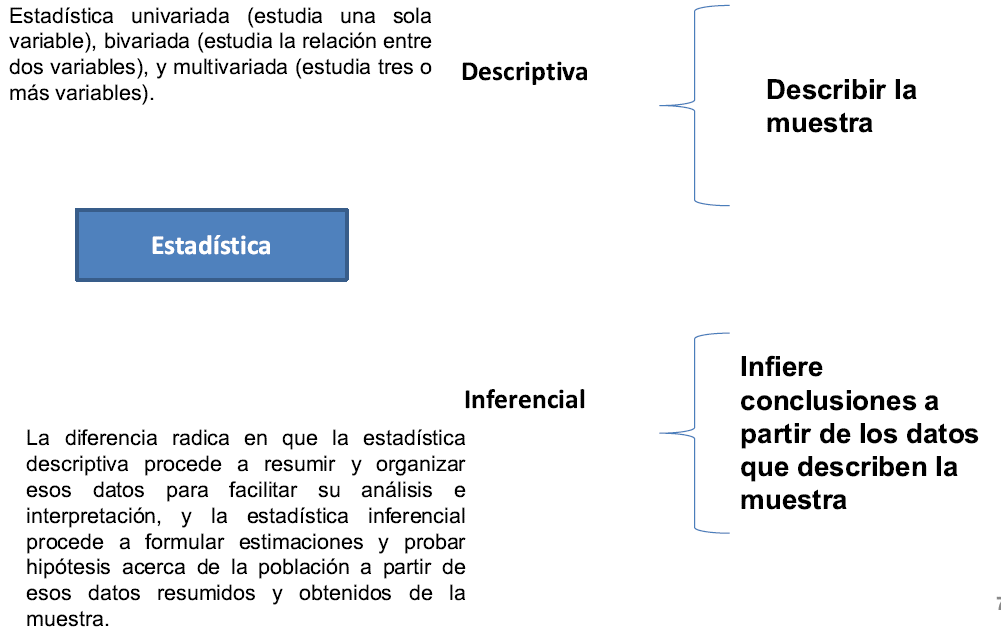 Estadística univariada (estudia una sola
variable), bivariada (estudia la relación entre
dos variables), y multivariada (estudia tres o
más variables).
Descriptiva
Describir la
muestra
Estadística
Inferencial
Infiere
conclusiones a
partir de los datos
que describen la
muestra
La diferencia radica en que la estadística
descriptiva procede a resumir y organizar
esos datos para facilitar su análisis e
interpretación, y la estadística inferencial
procede a formular estimaciones y probar
hipótesis acerca de la población a partir de
esos datos resumidos y obtenidos de la
muestra.
7